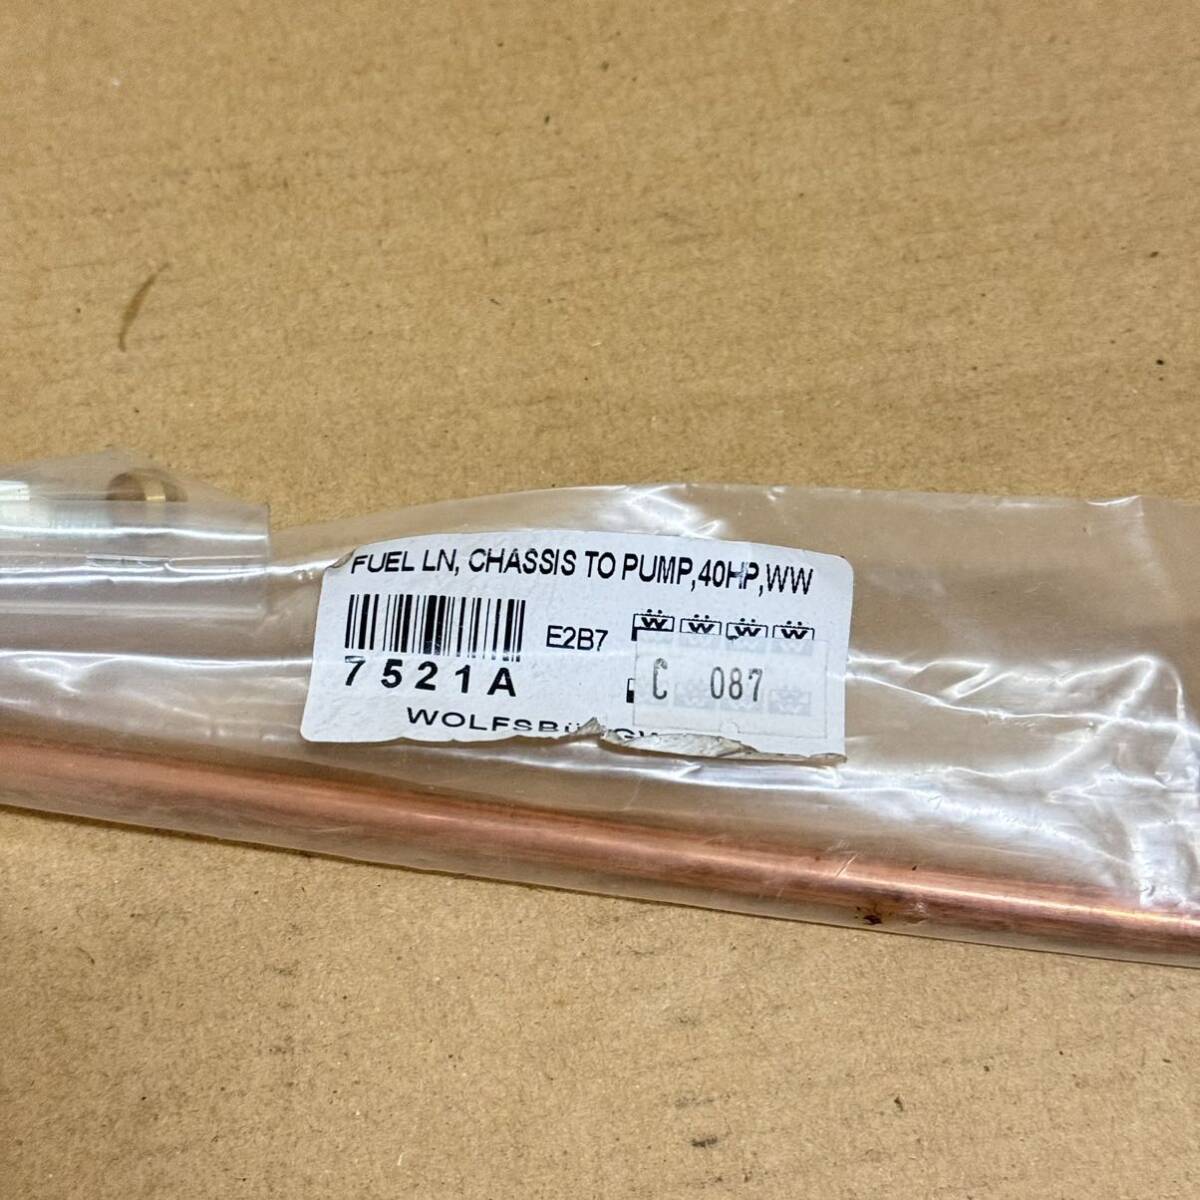 FUEL LN, CHASSIS TO PUMP,40HP,WW
E2B7
7521A
C 087